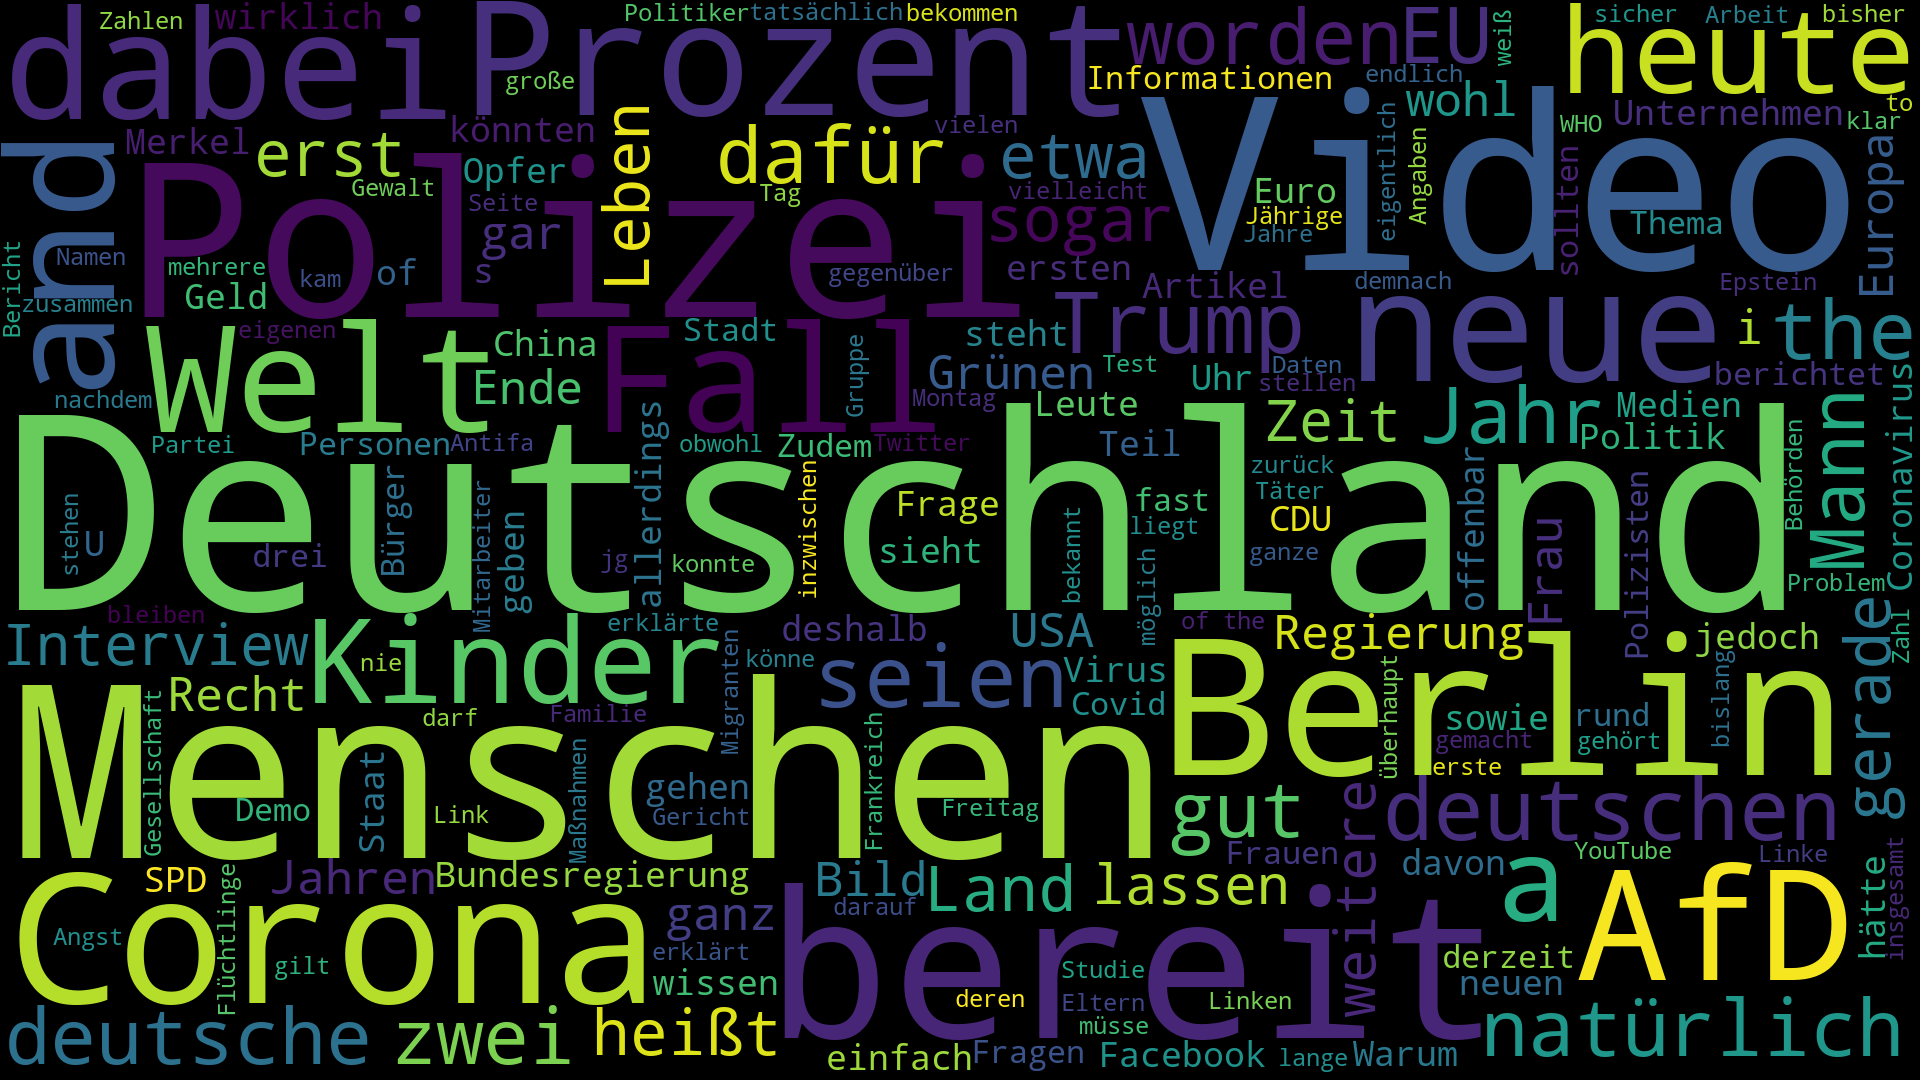 Zahlen wirklich Politiker tatsächlich bekommen sicher Arbeit bisher
dabei Prozent worden EU weiß heute
große Informationen endlich wohl Unternehmen to
Merkel erst könnten vielen WHO klar
and Opfer Leben dafür etwa Video eigentlich Angaben sollten Europa
Gewalt Seite Tag vielleicht Euro Jährige Thema
Polizei gar sogar Jahre
Bericht Namen mehrere kam of s gegenüber ersten Artikel demnach Epstein
zusammen Geld Trump neue i the
Welt eigenen China Fall Stadt steht
nachdem Ende Gruppe Grünen Test Uhr Daten berichtet
Montag Leute stellen Zeit Jahr Medien
Partei Personen Antifa allerdings obwohl Zudem Twitter Teil Politik Mann Coronavirus
Deutschland
stehen U drei Bürger Mitarbeiter geben jg konnte inzwischen Frage sieht bekannt fast liegt möglich
zurück Täter CDU ganze offenbar Frau Polizisten Behörden Problem
bleiben erklärte deshalb USA of the Regierung jedoch Zahl
Interview Kinder nie Migranten könne seien Virus
Recht darf Familie Covid Berlin sowie rund bislang gerade
Menschen überhaupt gemacht gehört
Gesellschaft Demo Staat Link Maßnahmen gehen Gericht Frankreich Freitag gut erste deutschen
SPD Jahren Bundesregierung Bild Land lassen Frauen weitere davon YouTube Linke
Corona ganz darauf bereit a AfD hätte insgesamt
Angst Flüchtlinge gilt erklärt wissen Studie derzeit
deren Eltern Linken neuen
deutsche zwei heißt müsse natürlich
einfach Fragen Facebook lange Warum